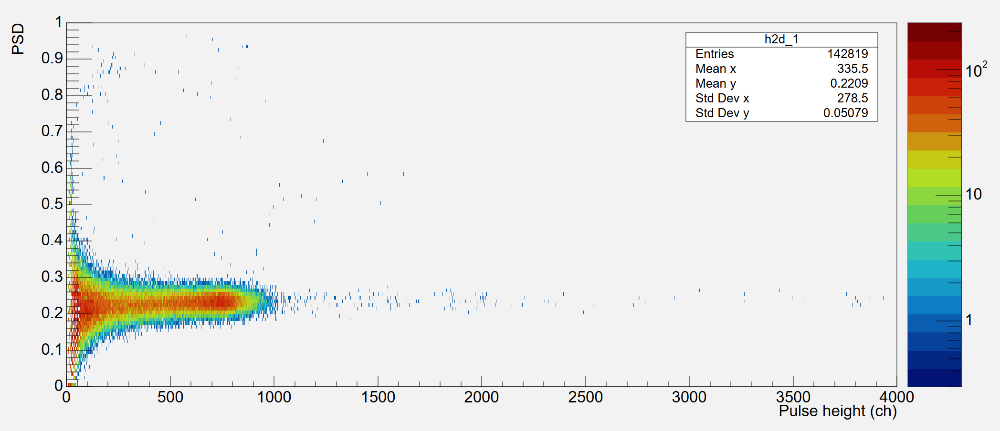 PSD
1
0.9
0.8
0.7
0.6
0.5
0.4
0.3
0.2
0.1
0
0 500 1000 1500 2000 2500 3000 3500 4000
Pulse height (ch)
h2d_1
Entries 142819
Mean x 335.5
Mean y 0.2209
Std Dev x 278.5
Std Dev y 0.05079
10²
10
1